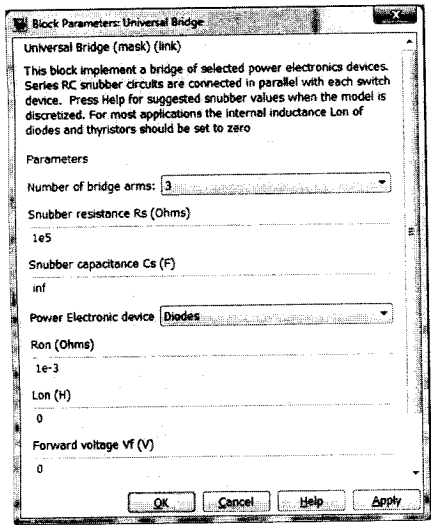 Block Parameters: Universal Bridge
Universal Bridge (mask) (link)
This block implement a bridge of selected power electronics devices.
Series RC snubber circuits are connected in parallel with each switch
device. Press Help for suggested snubber values when the model is
discretized. For most applications the internal inductance Lon of
diodes and thyristors should be set to zero
Parameters
Number of bridge arms: 3
Snubber resistance Rs (Ohms)
1e5
Snubber capacitance Cs (F)
inf
Power Electronic device Diodes
Ron (Ohms)
1e-3
Lon (H)
0
Forward voltage Vf (V)
0
OK Cancel Help Apply